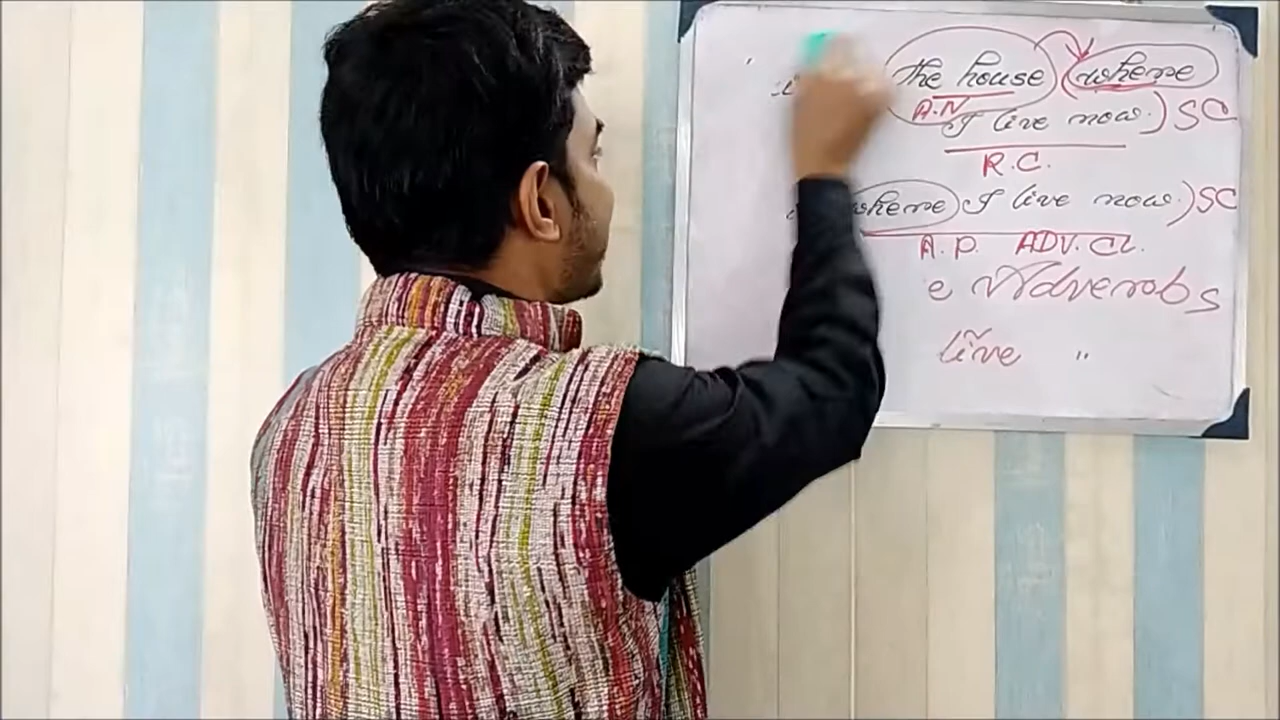 the house where
A.N
I live now.) SC
R.C.
where I live now.) SC
A.P. ADV.CL.
e Adverbs
live "